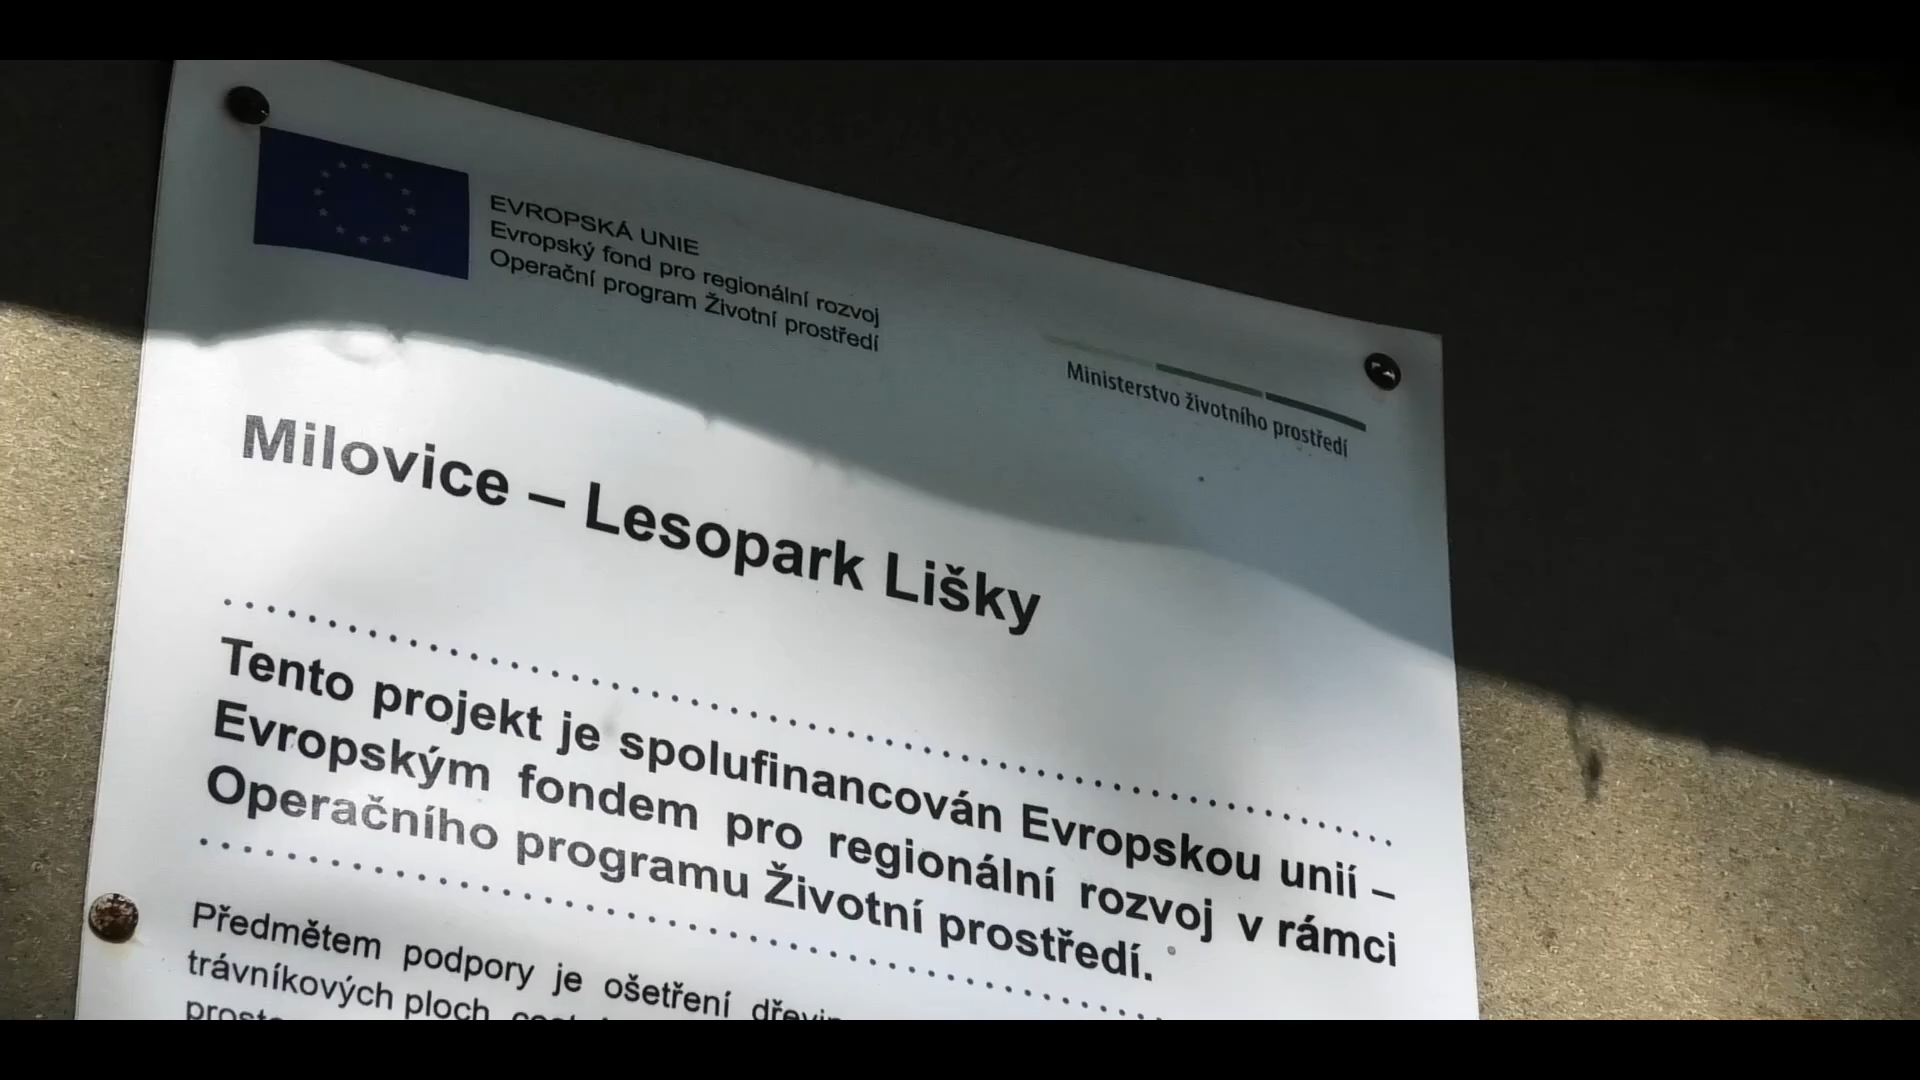 EVROPSKÁ UNIE
Evropský fond pro regionální rozvoj
Operační program Životní prostředí
Ministerstvo životního prostředí
Milovice – Lesopark Lišky
Tento projekt je spolufinancován Evropskou unií –
Evropským fondem pro regionální rozvoj v rámci
Operačního programu Životní prostředí.
Předmětem podpory je ošetření
trávníkových ploch